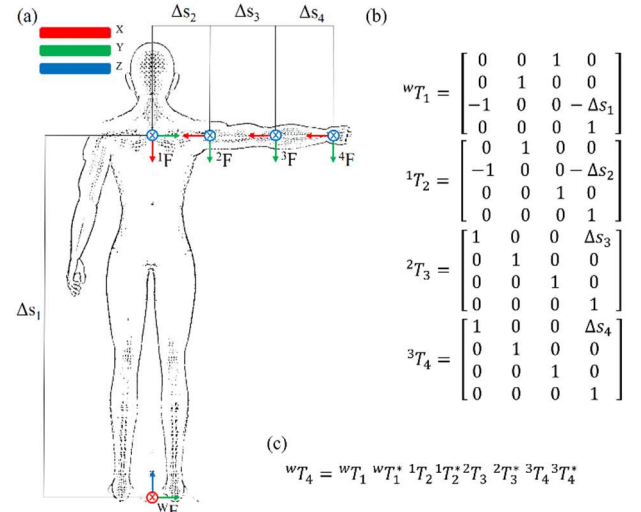 (a)
X
Y
Z
Δs₂ Δs₃ Δs₄
¹F ²F ³F ⁴F
Δs₁
z
ᵂF
(b)
ʷT₁ = [ 0 0 1 0
0 1 0 0
−1 0 0 − Δs₁
0 0 0 1 ]
¹T₂ = [ 0 1 0 0
−1 0 0 − Δs₂
0 0 1 0
0 0 0 1 ]
²T₃ = [ 1 0 0 Δs₃
0 1 0 0
0 0 1 0
0 0 0 1 ]
³T₄ = [ 1 0 0 Δs₄
0 1 0 0
0 0 1 0
0 0 0 1 ]
(c)
ʷT₄ = ʷT₁ ʷT₁* ¹T₂ ¹T₂* ²T₃ ²T₃* ³T₄ ³T₄*